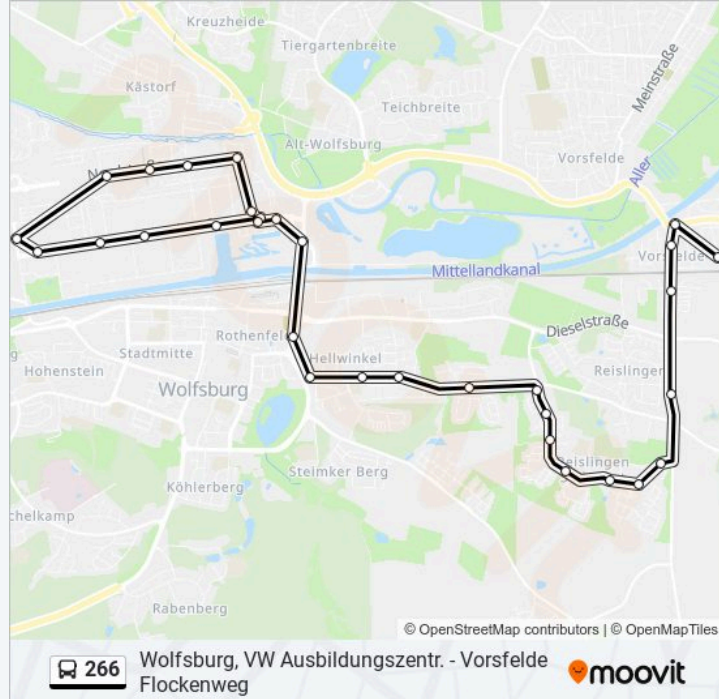 Kreuzheide
Tiergartenbreite
Meinstraße
Kästorf
Teichbreite
Alt-Wolfsburg
Vorsfelde
Aller
Mittellandkanal
Dieselstraße
Stadtmitte
Hellwinkel
Hohenstein
Reislingen
Wolfsburg
Reislingen
Steimker Berg
Köhlerberg
chelkamp
Rabenberg
© OpenStreetMap contributors | © OpenMapTiles
266
Wolfsburg, VW Ausbildungszentr. - Vorsfelde
Flockenweg
moovit